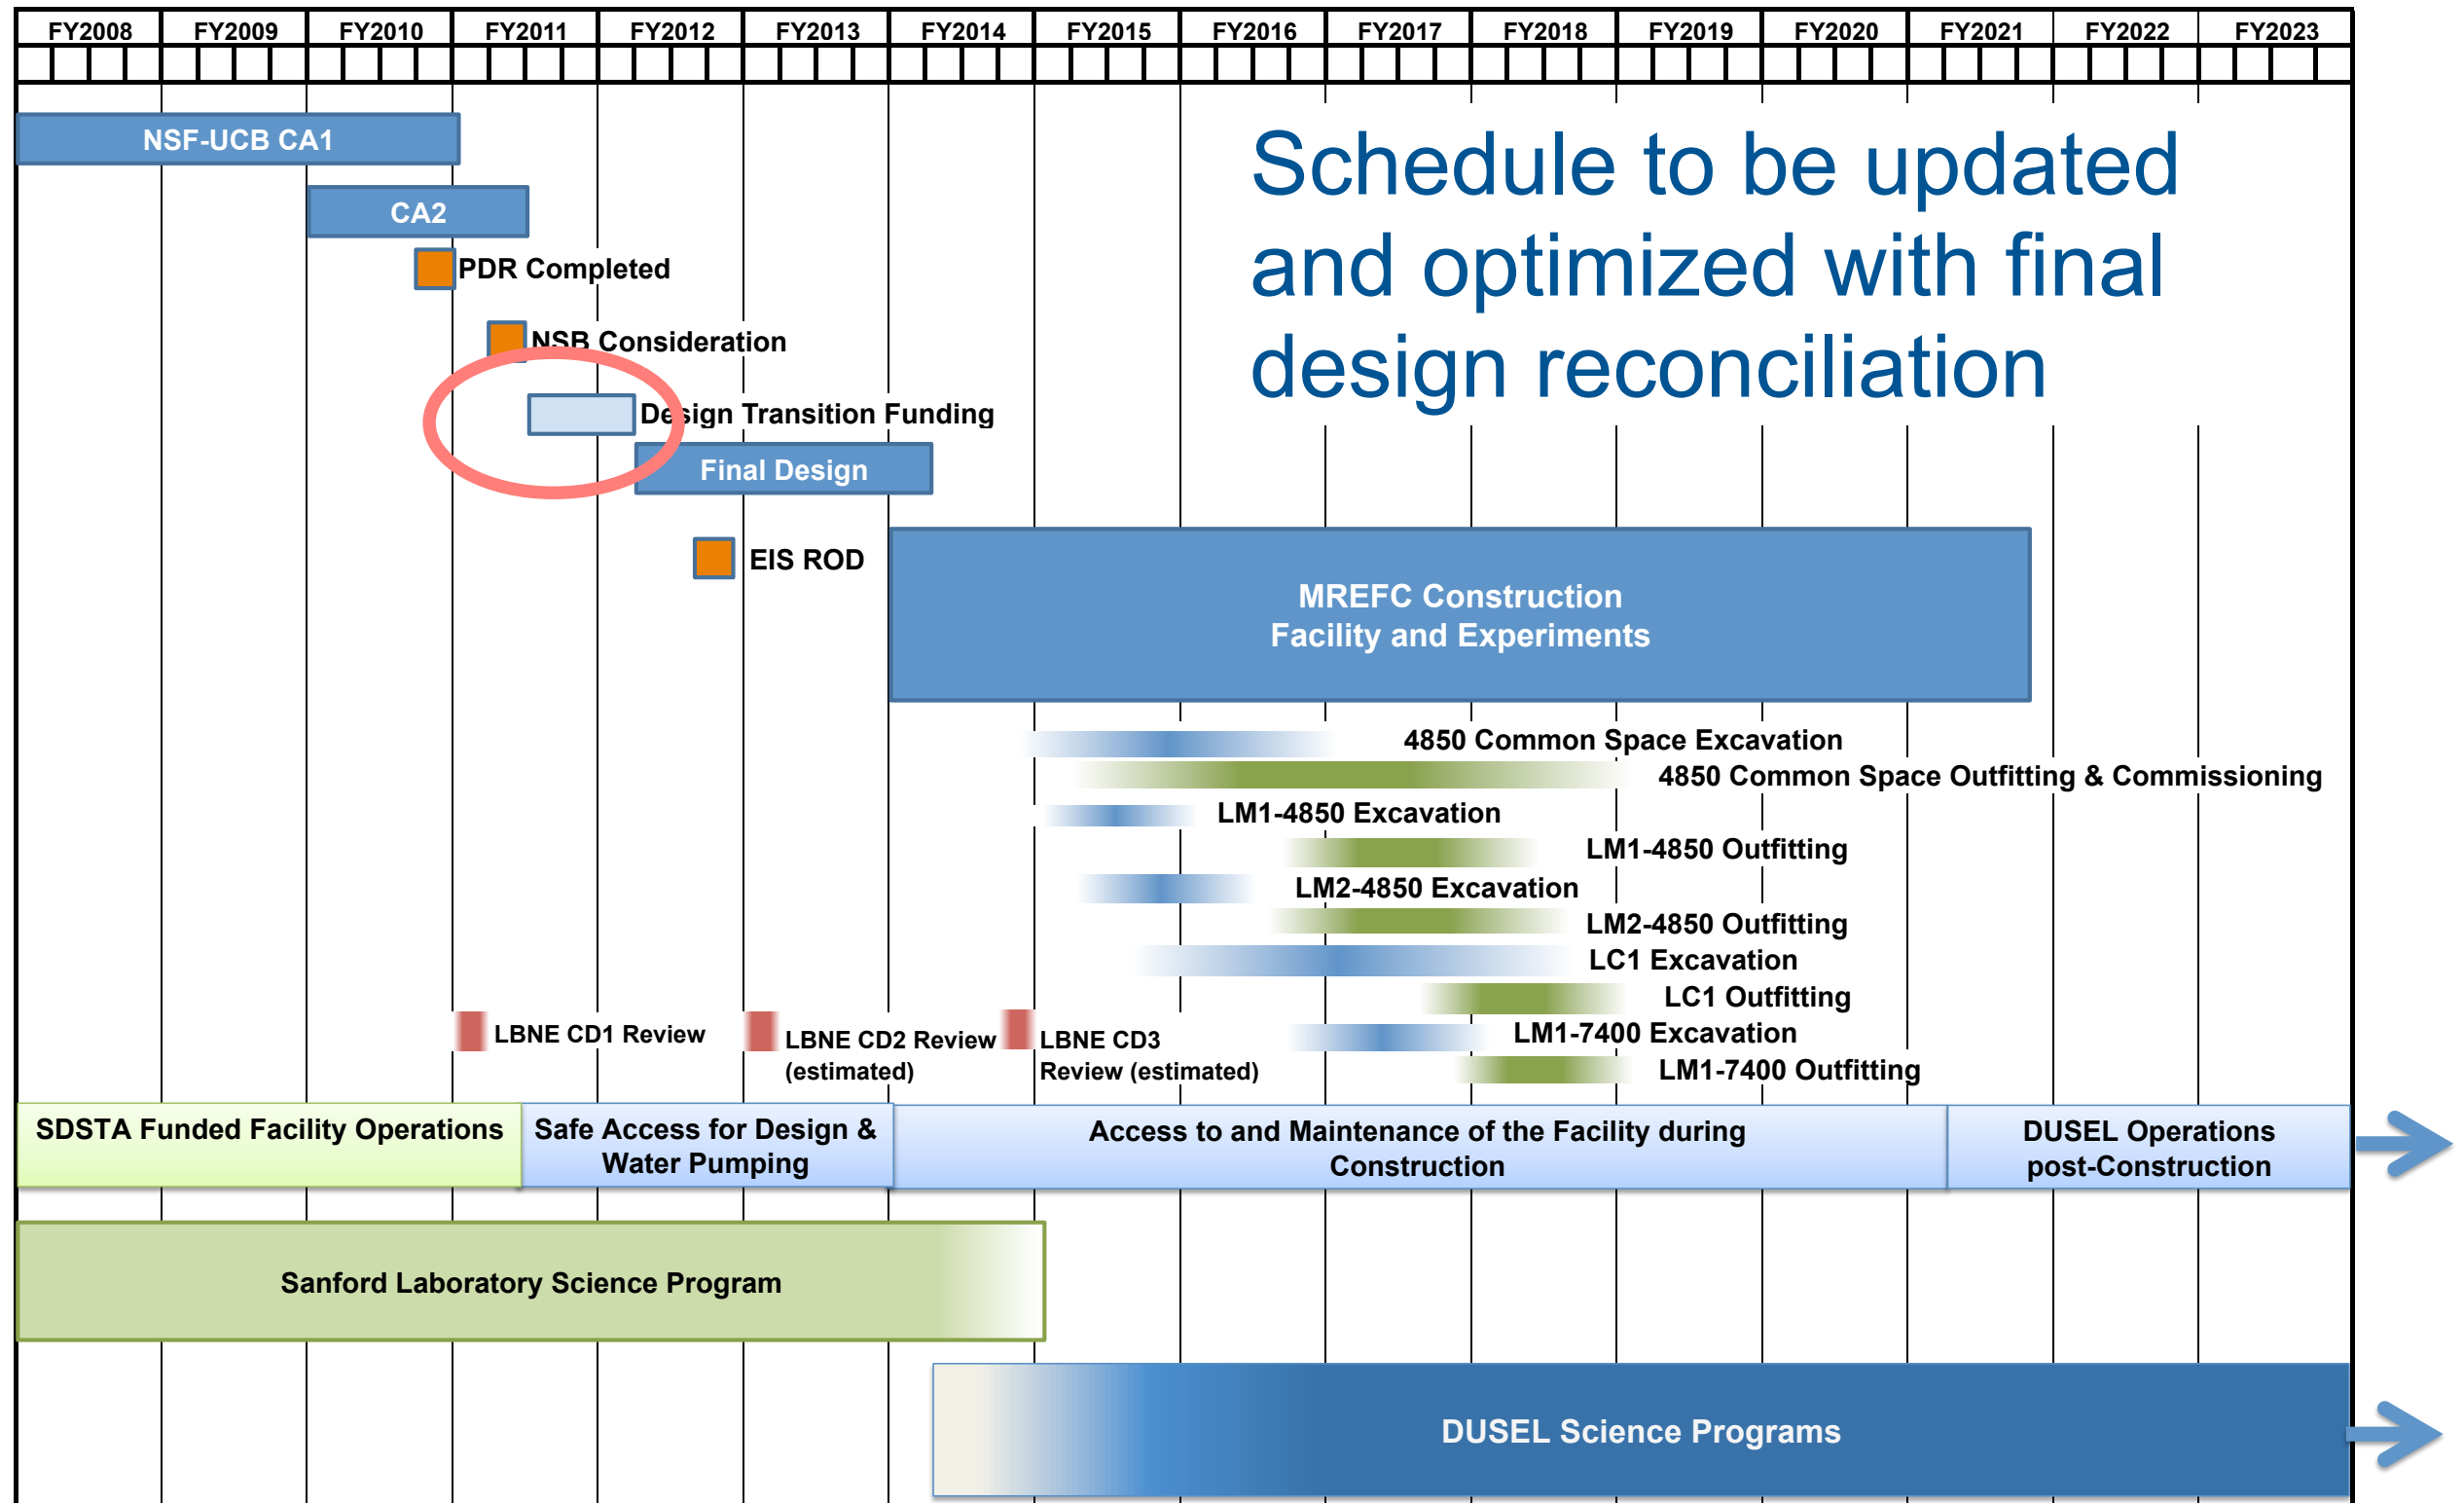 FY2008 FY2009 FY2010 FY2011 FY2012 FY2013 FY2014 FY2015 FY2016 FY2017 FY2018 FY2019 FY2020 FY2021 FY2022 FY2023
NSF-UCB CA1
Schedule to be updated
and optimized with final
design reconciliation
CA2
PDR Completed
NSB Consideration
Design Transition Funding
Final Design
EIS ROD
MREFC Construction
Facility and Experiments
4850 Common Space Excavation
4850 Common Space Outfitting & Commissioning
LM1-4850 Excavation
LM1-4850 Outfitting
LM2-4850 Excavation
LM2-4850 Outfitting
LC1 Excavation
LC1 Outfitting
LBNE CD1 Review
LBNE CD2 Review
(estimated)
LBNE CD3
Review (estimated)
LM1-7400 Excavation
LM1-7400 Outfitting
SDSTA Funded Facility Operations
Safe Access for Design &
Water Pumping
Access to and Maintenance of the Facility during
Construction
DUSEL Operations
post-Construction
Sanford Laboratory Science Program
DUSEL Science Programs